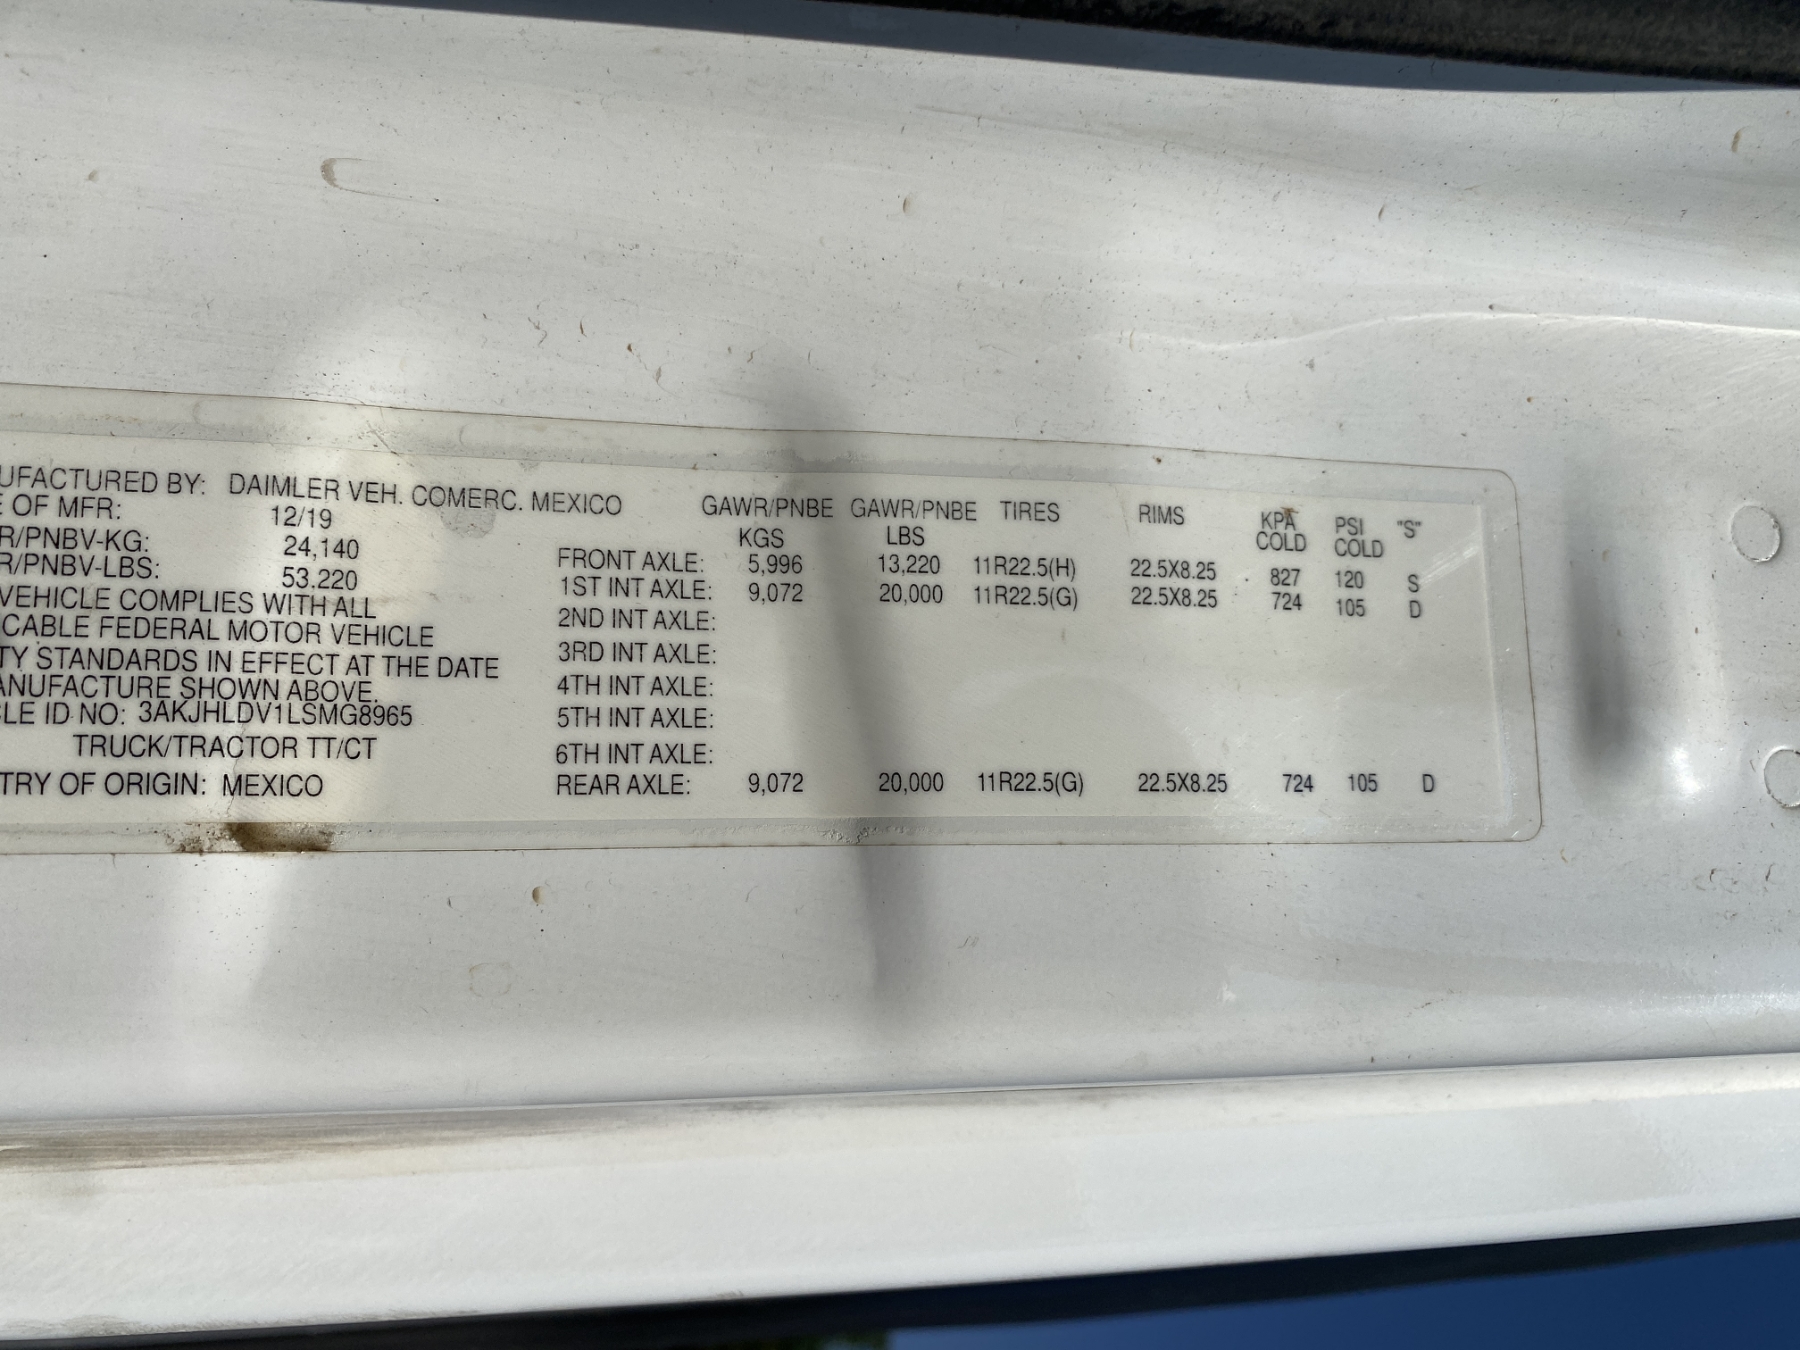 UFACTURED BY: DAIMLER VEH. COMERC. MEXICO
E OF MFR: 12/19
R/PNBV-KG: 24,140
R/PNBV-LBS: 53,220
VEHICLE COMPLIES WITH ALL
CABLE FEDERAL MOTOR VEHICLE
TY STANDARDS IN EFFECT AT THE DATE
ANUFACTURE SHOWN ABOVE.
CLE ID NO: 3AKJHLDV1LSMG8965
TRUCK/TRACTOR TT/CT
TRY OF ORIGIN: MEXICO
GAWR/PNBE GAWR/PNBE TIRES RIMS KPA PSI "S"
KGS LBS COLD COLD
FRONT AXLE: 5,996 13,220 11R22.5(H) 22.5X8.25 827 120 S
1ST INT AXLE: 9,072 20,000 11R22.5(G) 22.5X8.25 724 105 D
2ND INT AXLE:
3RD INT AXLE:
4TH INT AXLE:
5TH INT AXLE:
6TH INT AXLE:
REAR AXLE: 9,072 20,000 11R22.5(G) 22.5X8.25 724 105 D